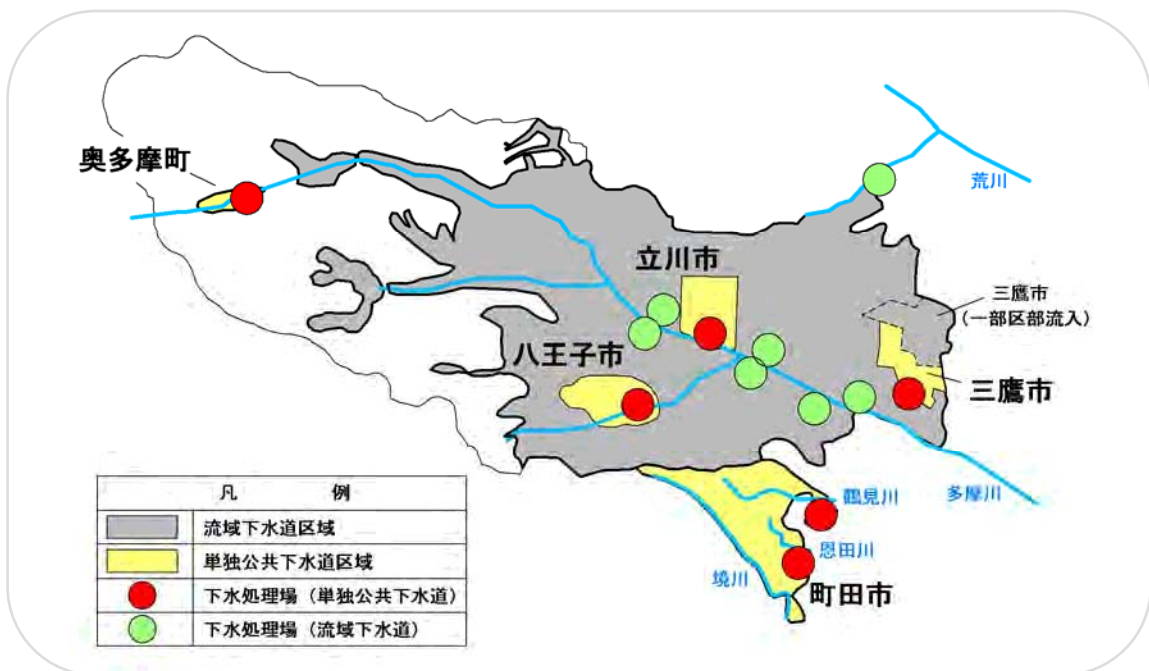 奥多摩町
荒川
立川市
三鷹市
(一部区部流入)
八王子市
三鷹市
鶴見川
多摩川
恩田川
境川
町田市
凡 例
流域下水道区域
単独公共下水道区域
下水処理場(単独公共下水道)
下水処理場(流域下水道)